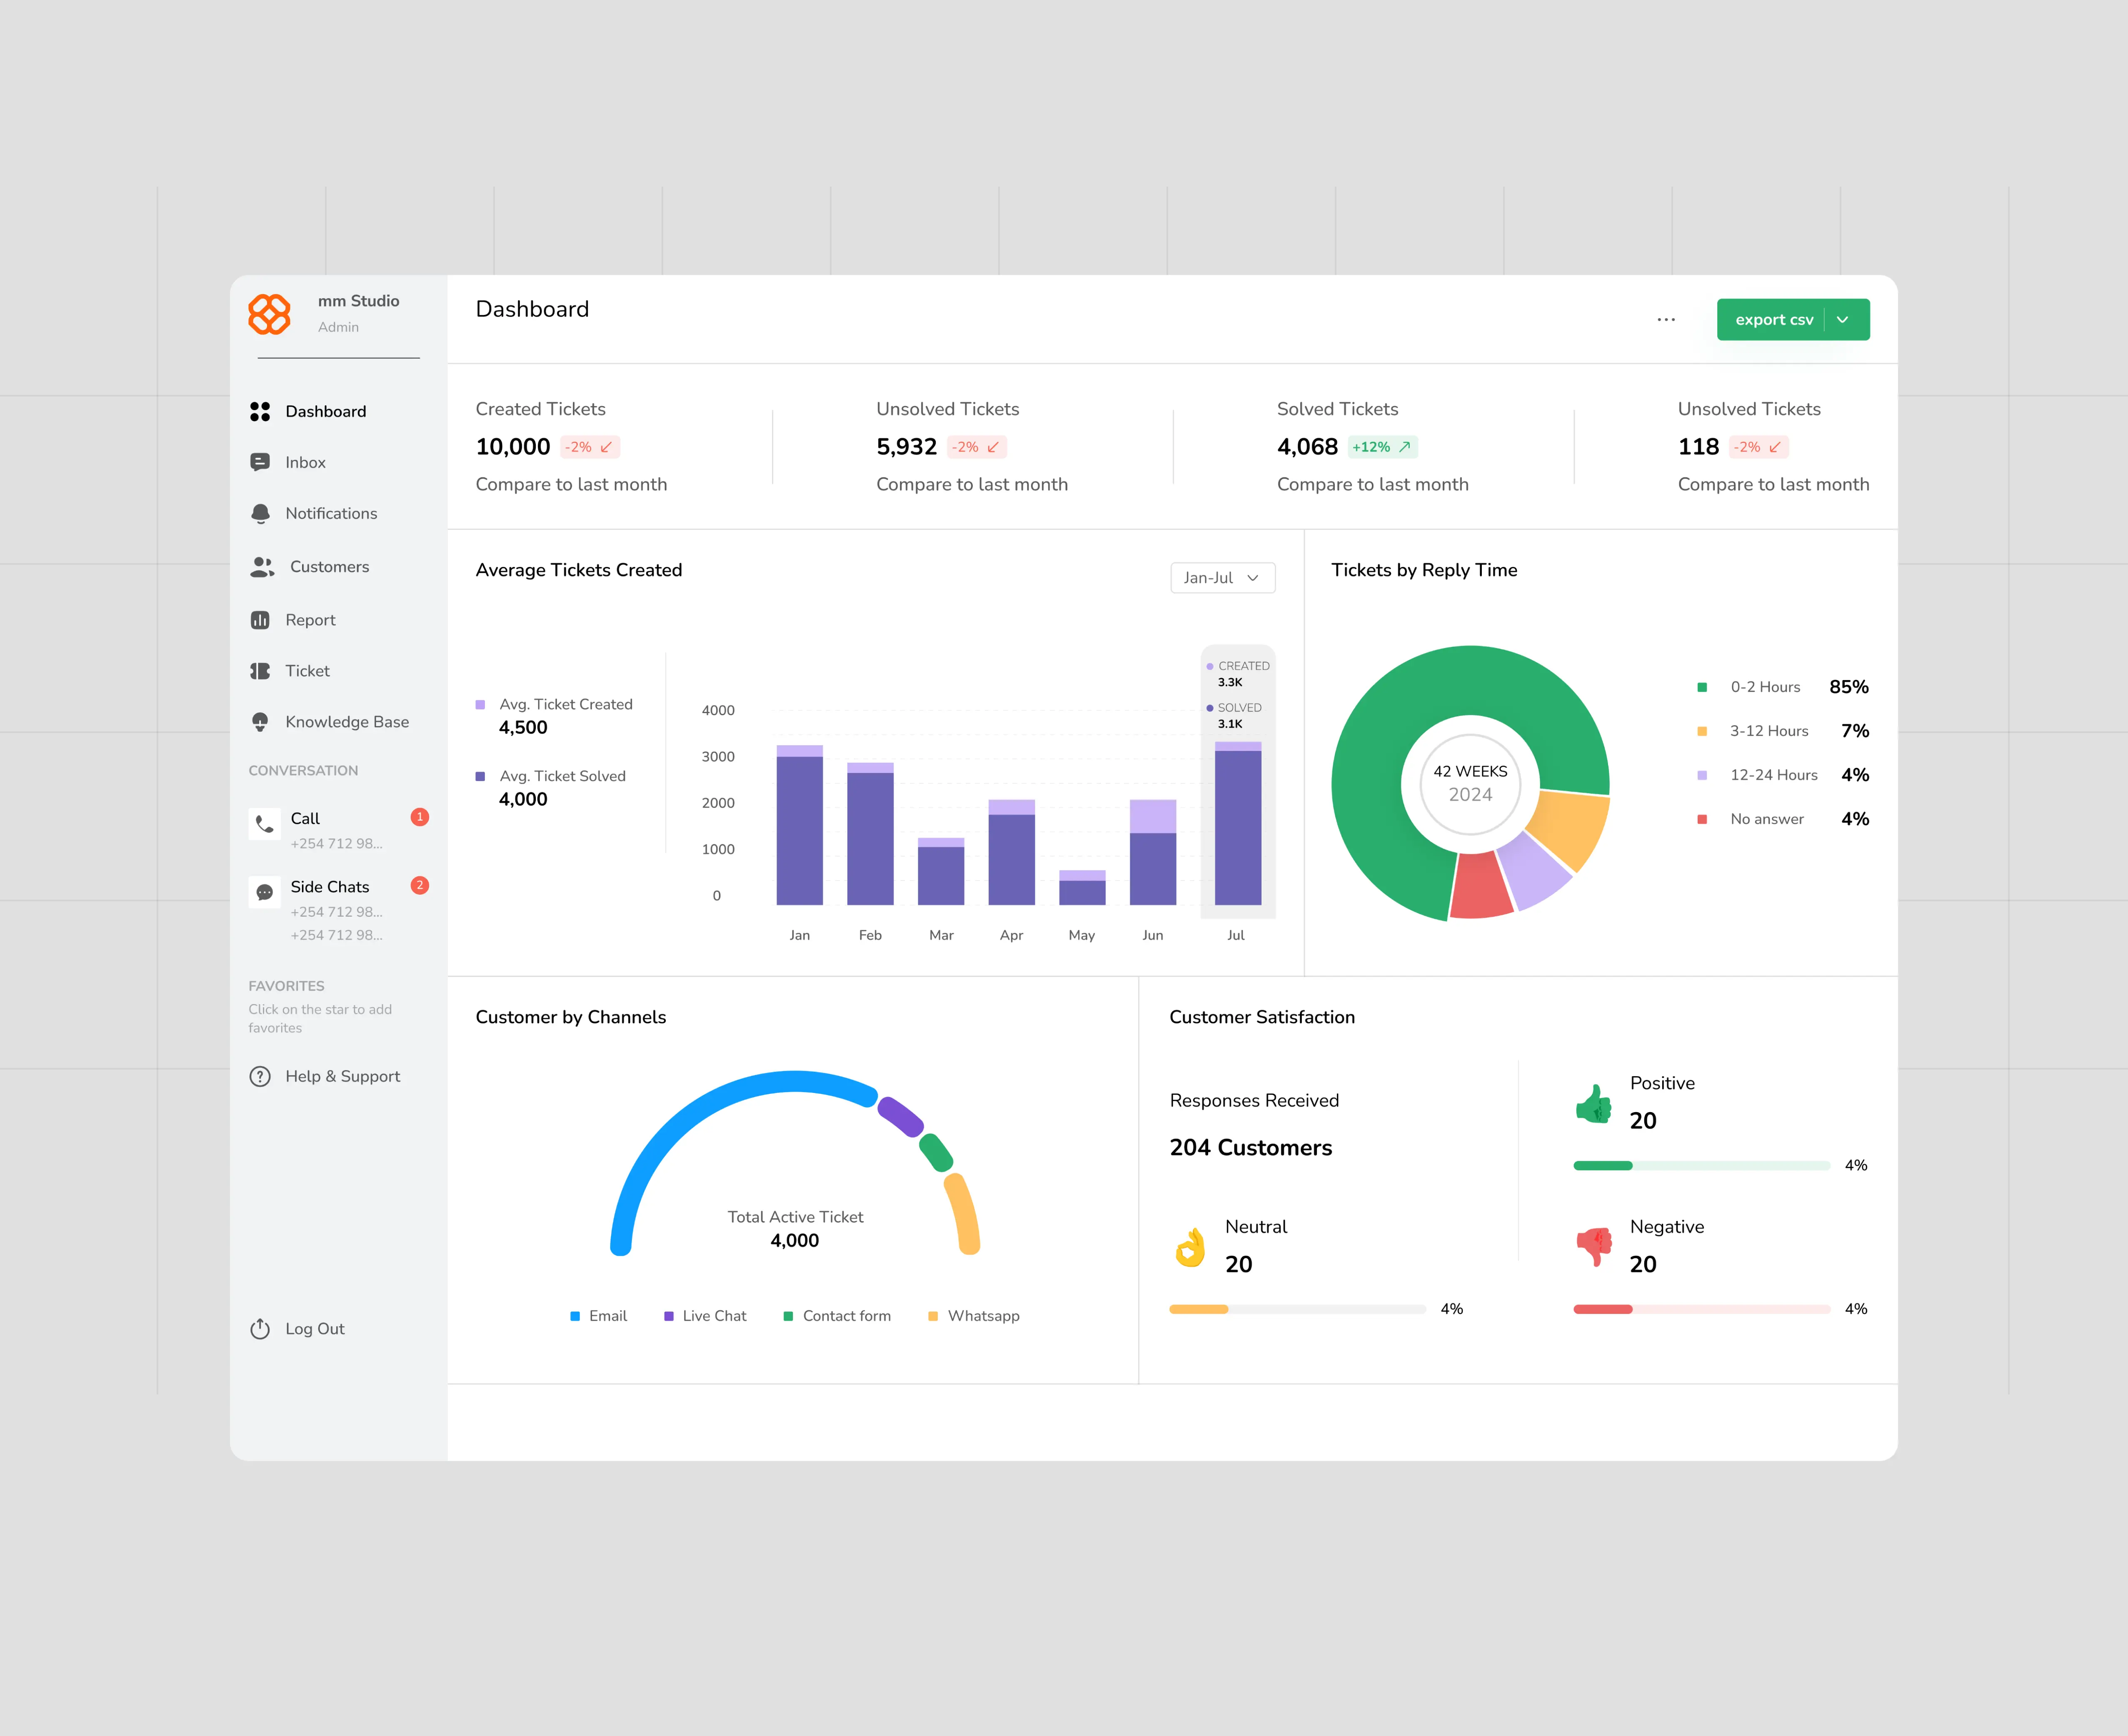 mm Studio
Admin
Dashboard
Inbox
Notifications
Customers
Report
Ticket
Knowledge Base
CONVERSATION
Call
1
+254 712 98...
Side Chats
2
+254 712 98...
+254 712 98...
FAVORITES
Click on the star to add
favorites
Help & Support
Log Out
Dashboard
export csv
Created Tickets
10,000 -2%
Compare to last month
Unsolved Tickets
5,932 -2%
Compare to last month
Solved Tickets
4,068 +12%
Compare to last month
Unsolved Tickets
118 -2%
Compare to last month
Average Tickets Created
Jan-Jul
Avg. Ticket Created
4,500
Avg. Ticket Solved
4,000
4000
3000
2000
1000
0
CREATED
3.3K
SOLVED
3.1K
Jan Feb Mar Apr May Jun Jul
Tickets by Reply Time
42 WEEKS
2024
0-2 Hours 85%
3-12 Hours 7%
12-24 Hours 4%
No answer 4%
Customer by Channels
Total Active Ticket
4,000
Email Live Chat Contact form Whatsapp
Customer Satisfaction
Responses Received
204 Customers
Positive
20
4%
Neutral
20
4%
Negative
20
4%